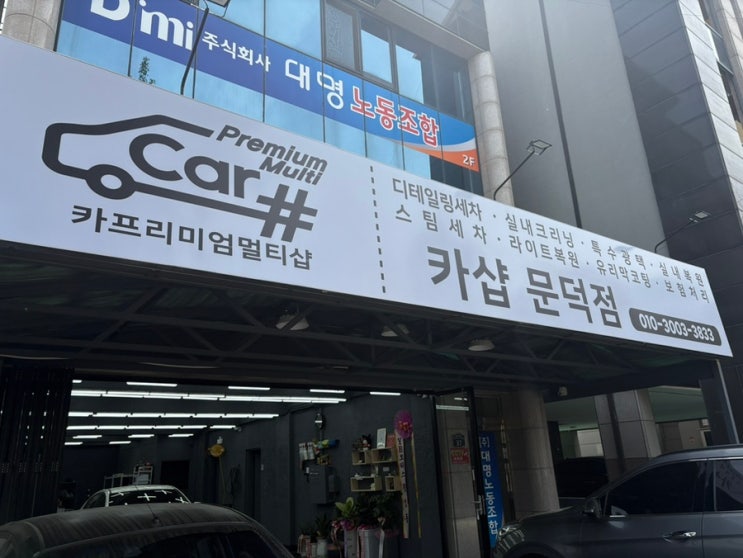 Dimi 주식회사 대명 노동조합
2F
Premium
Multi
Car#
카프리미엄멀티샵
디테일링세차 · 실내크리닝 · 특수광택 · 실내복원
스팀세차 · 라이트복원 · 유리막코팅 · 보험처리
카샵 문덕점
010-3003-3833
(주)대명노동조합